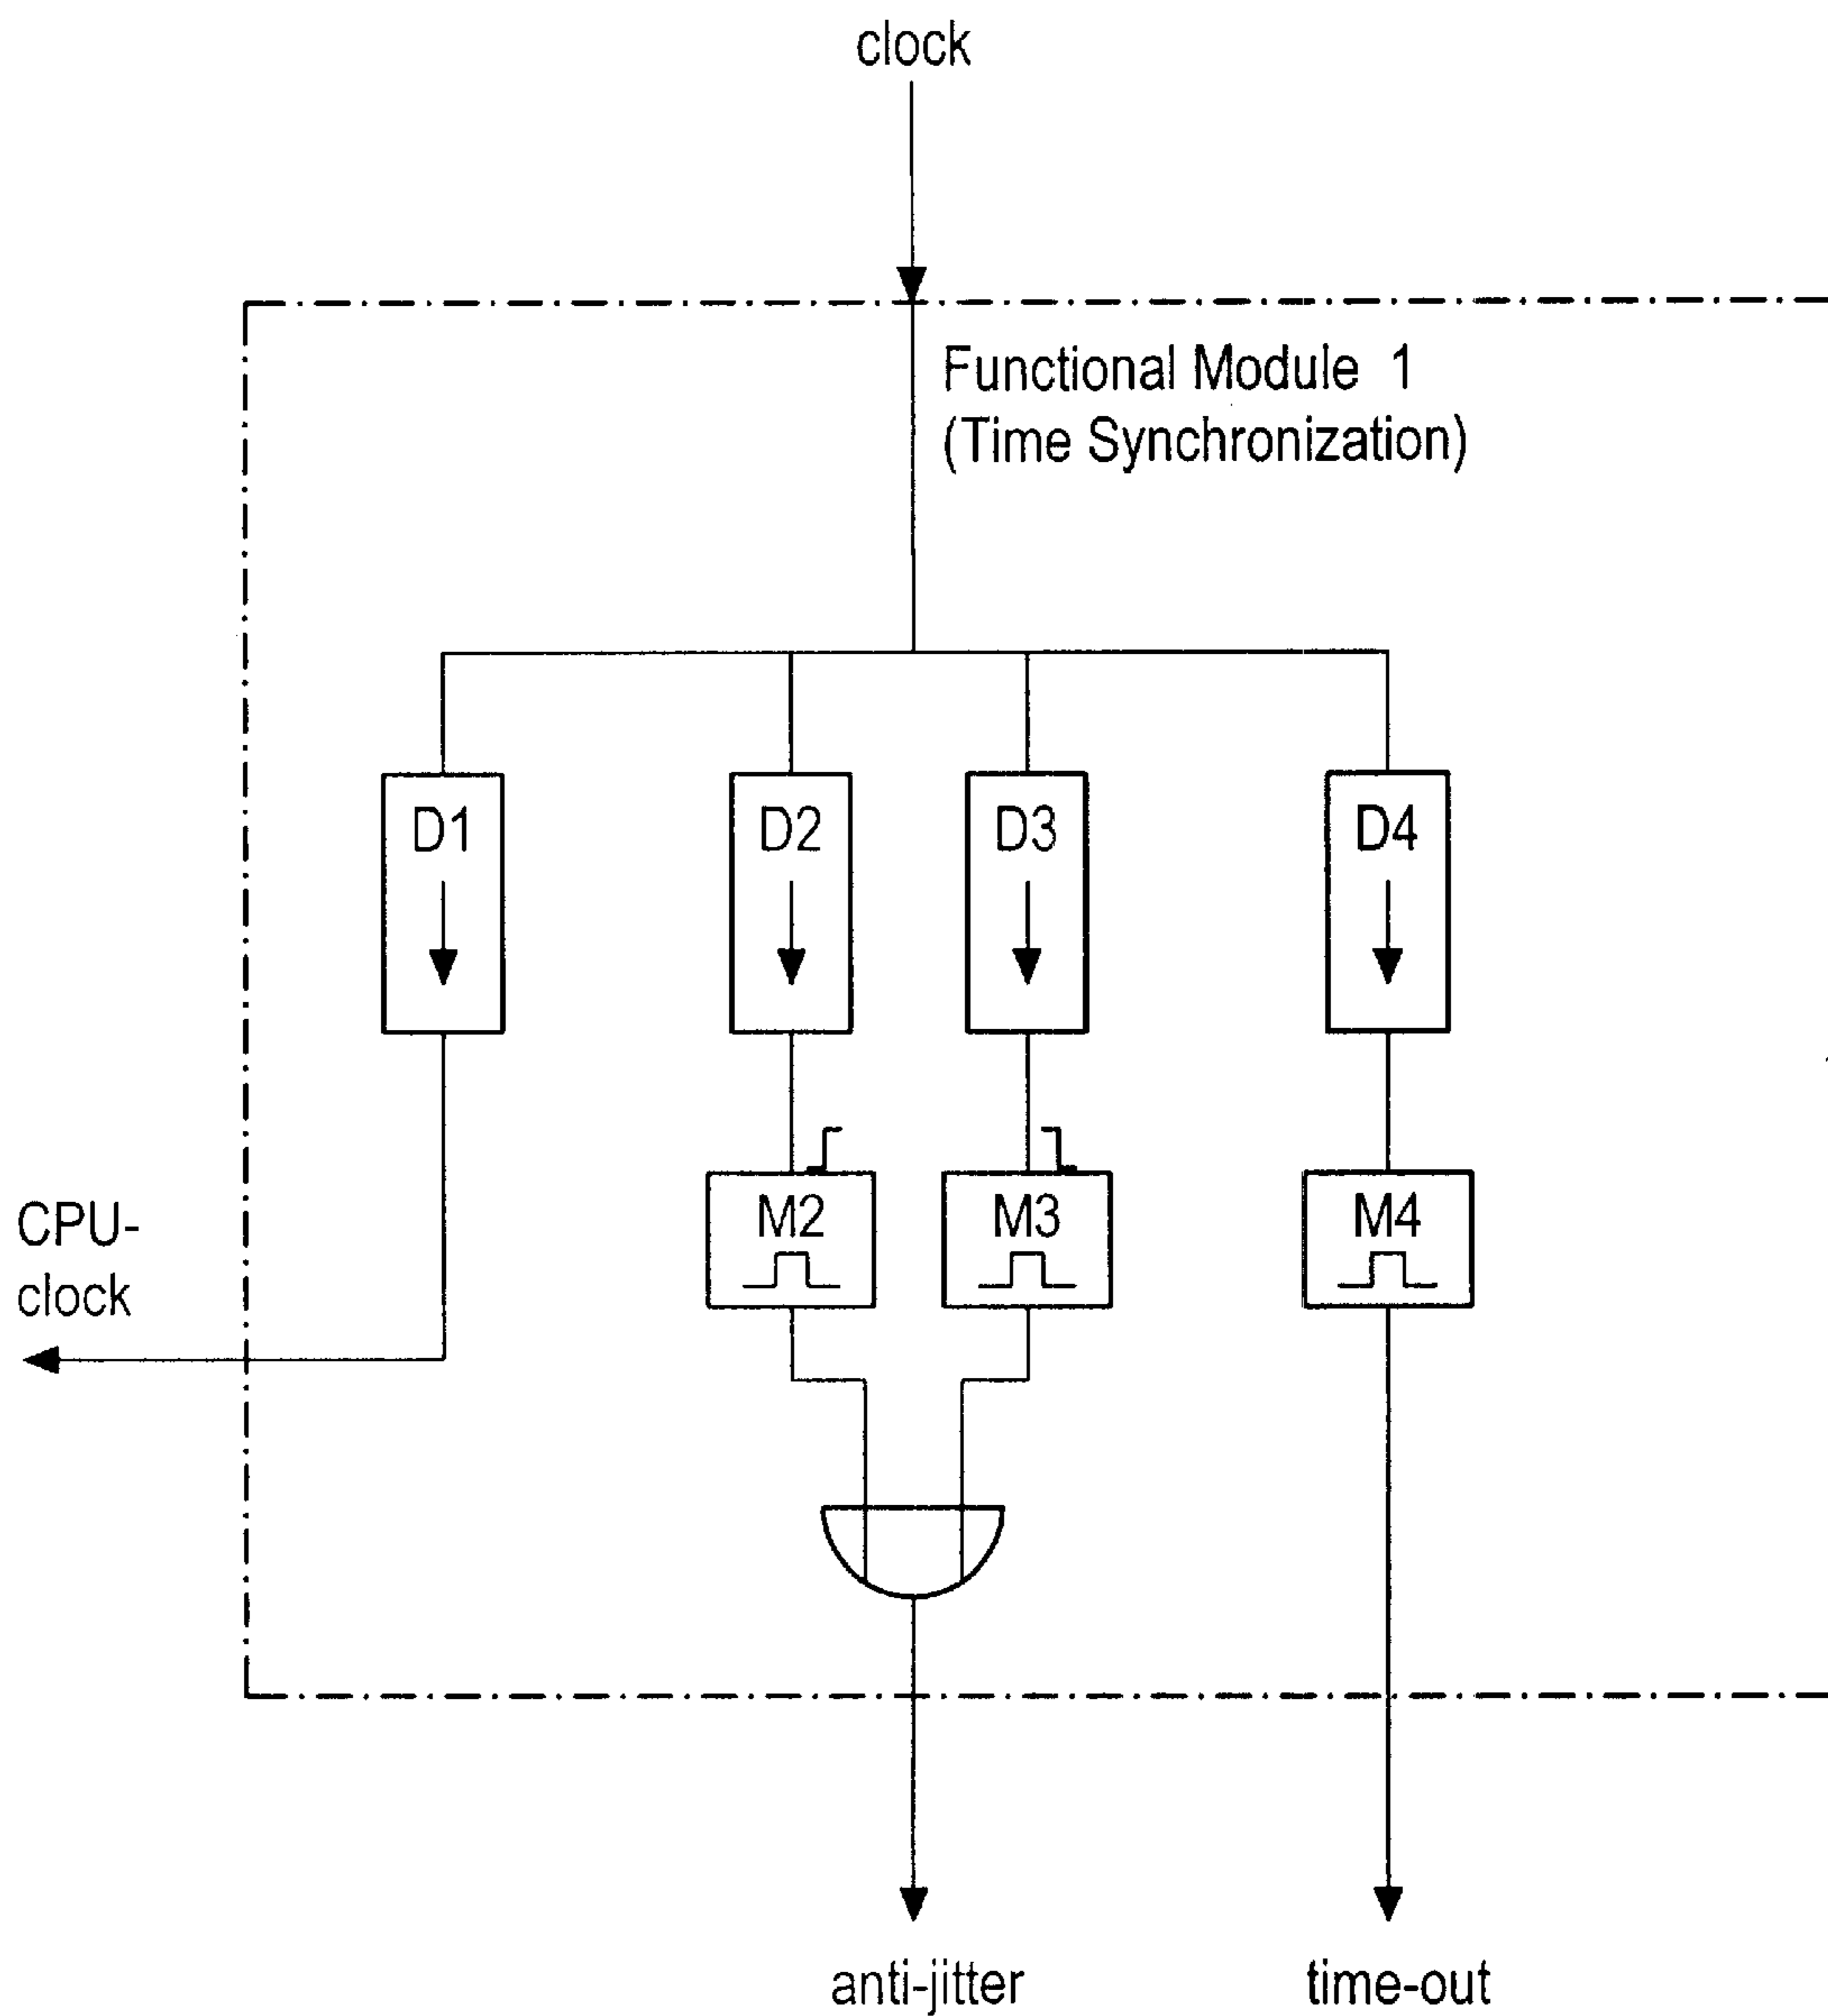 clock
Functional Module 1
(Time Synchronization)
D1
D2
D3
D4
M2
M3
M4
CPU-
clock
anti-jitter
time-out